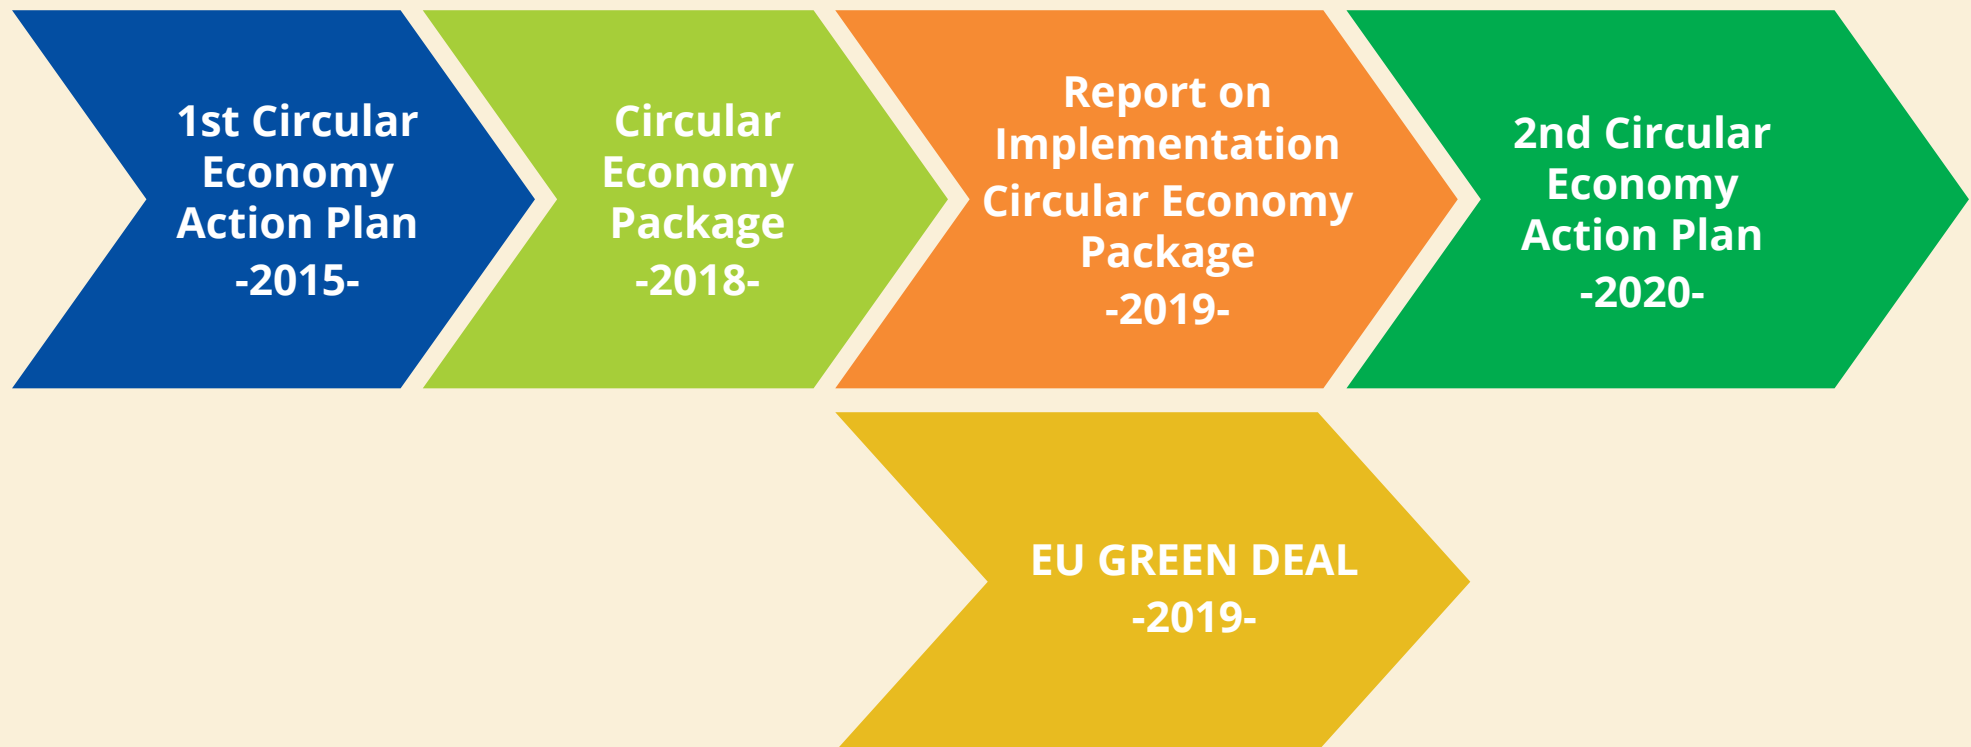 1st Circular
Economy
Action Plan
-2015-
Circular
Economy
Package
-2018-
Report on
Implementation
Circular Economy
Package
-2019-
2nd Circular
Economy
Action Plan
-2020-
EU GREEN DEAL
-2019-